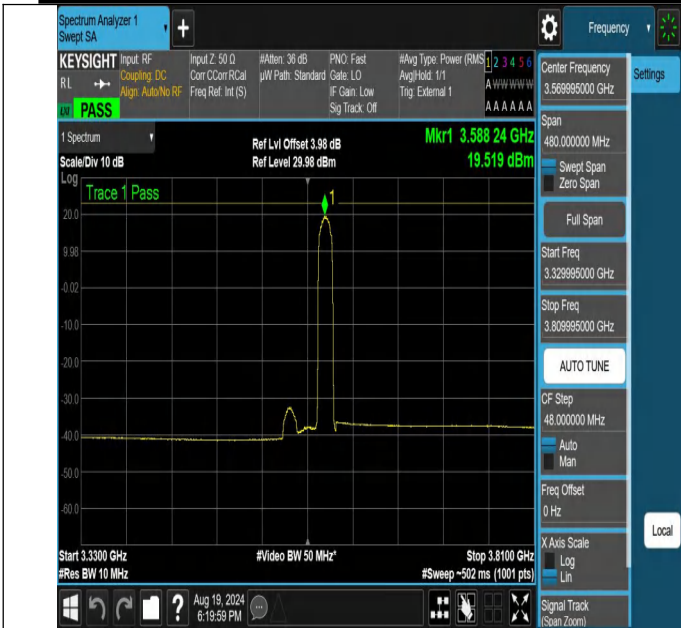 Spectrum Analyzer 1
Swept SA
+
Frequency
KEYSIGHT
RL
LXI
PASS
Input: RF
Coupling: DC
Align: Auto/No RF
Input Z: 50 Ω
Corr CCorr RCal
Freq Ref: Int (S)
#Atten: 36 dB
µW Path: Standard
PNO: Fast
Gate: LO
IF Gain: Low
Sig Track: Off
#Avg Type: Power (RMS
Avg|Hold: 1/1
Trig: External 1
1 2 3 4 5 6
A W W W W W
A A A A A A
1 Spectrum
Scale/Div 10 dB
Ref Lvl Offset 3.98 dB
Ref Level 29.98 dBm
Mkr1 3.588 24 GHz
19.519 dBm
Log
Trace 1 Pass
1
20.0
9.98
-0.02
-10.0
-20.0
-30.0
-40.0
-50.0
-60.0
Start 3.3300 GHz
#Res BW 10 MHz
#Video BW 50 MHz*
Stop 3.8100 GHz
#Sweep ~502 ms (1001 pts)
Aug 19, 2024
6:19:59 PM
?
Center Frequency
3.569995000 GHz
Settings
Span
480.000000 MHz
Swept Span
Zero Span
Full Span
Start Freq
3.329995000 GHz
Stop Freq
3.809995000 GHz
AUTO TUNE
CF Step
48.000000 MHz
Auto
Man
Freq Offset
0 Hz
Local
X Axis Scale
Log
Lin
Signal Track
(Span Zoom)